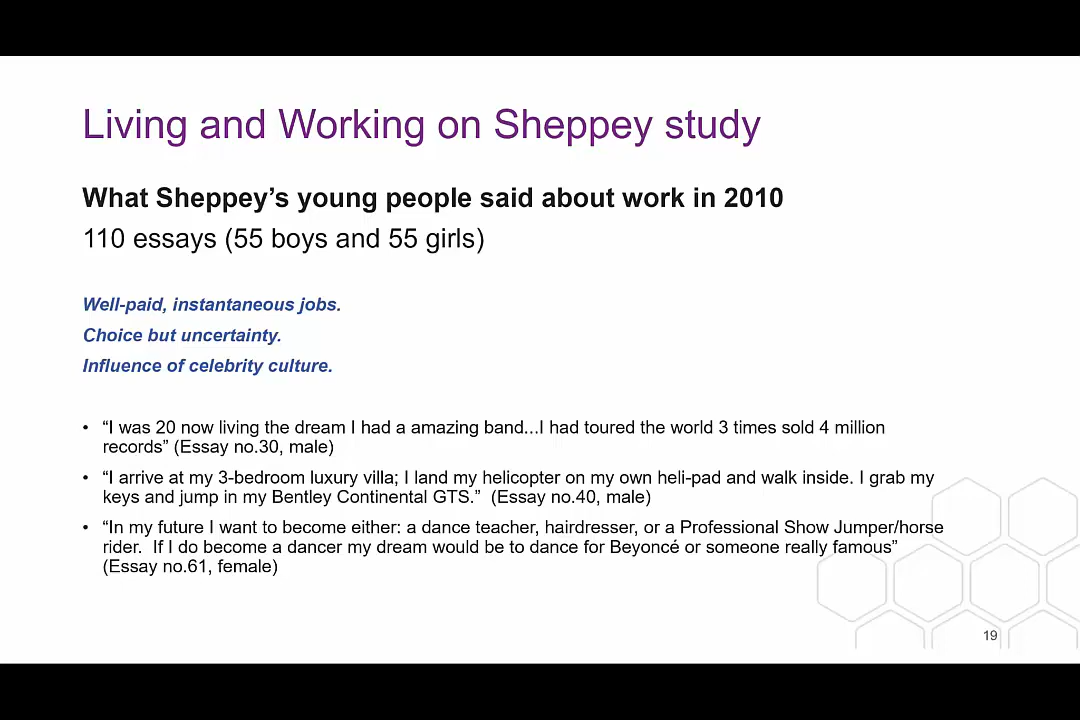 Living and Working on Sheppey study
What Sheppey’s young people said about work in 2010
110 essays (55 boys and 55 girls)
Well-paid, instantaneous jobs.
Choice but uncertainty.
Influence of celebrity culture.
• “I was 20 now living the dream I had a amazing band...I had toured the world 3 times sold 4 million
records” (Essay no.30, male)
• “I arrive at my 3-bedroom luxury villa; I land my helicopter on my own heli-pad and walk inside. I grab my
keys and jump in my Bentley Continental GTS.”  (Essay no.40, male)
• “In my future I want to become either: a dance teacher, hairdresser, or a Professional Show Jumper/horse
rider.  If I do become a dancer my dream would be to dance for Beyoncé or someone really famous”
(Essay no.61, female)
19